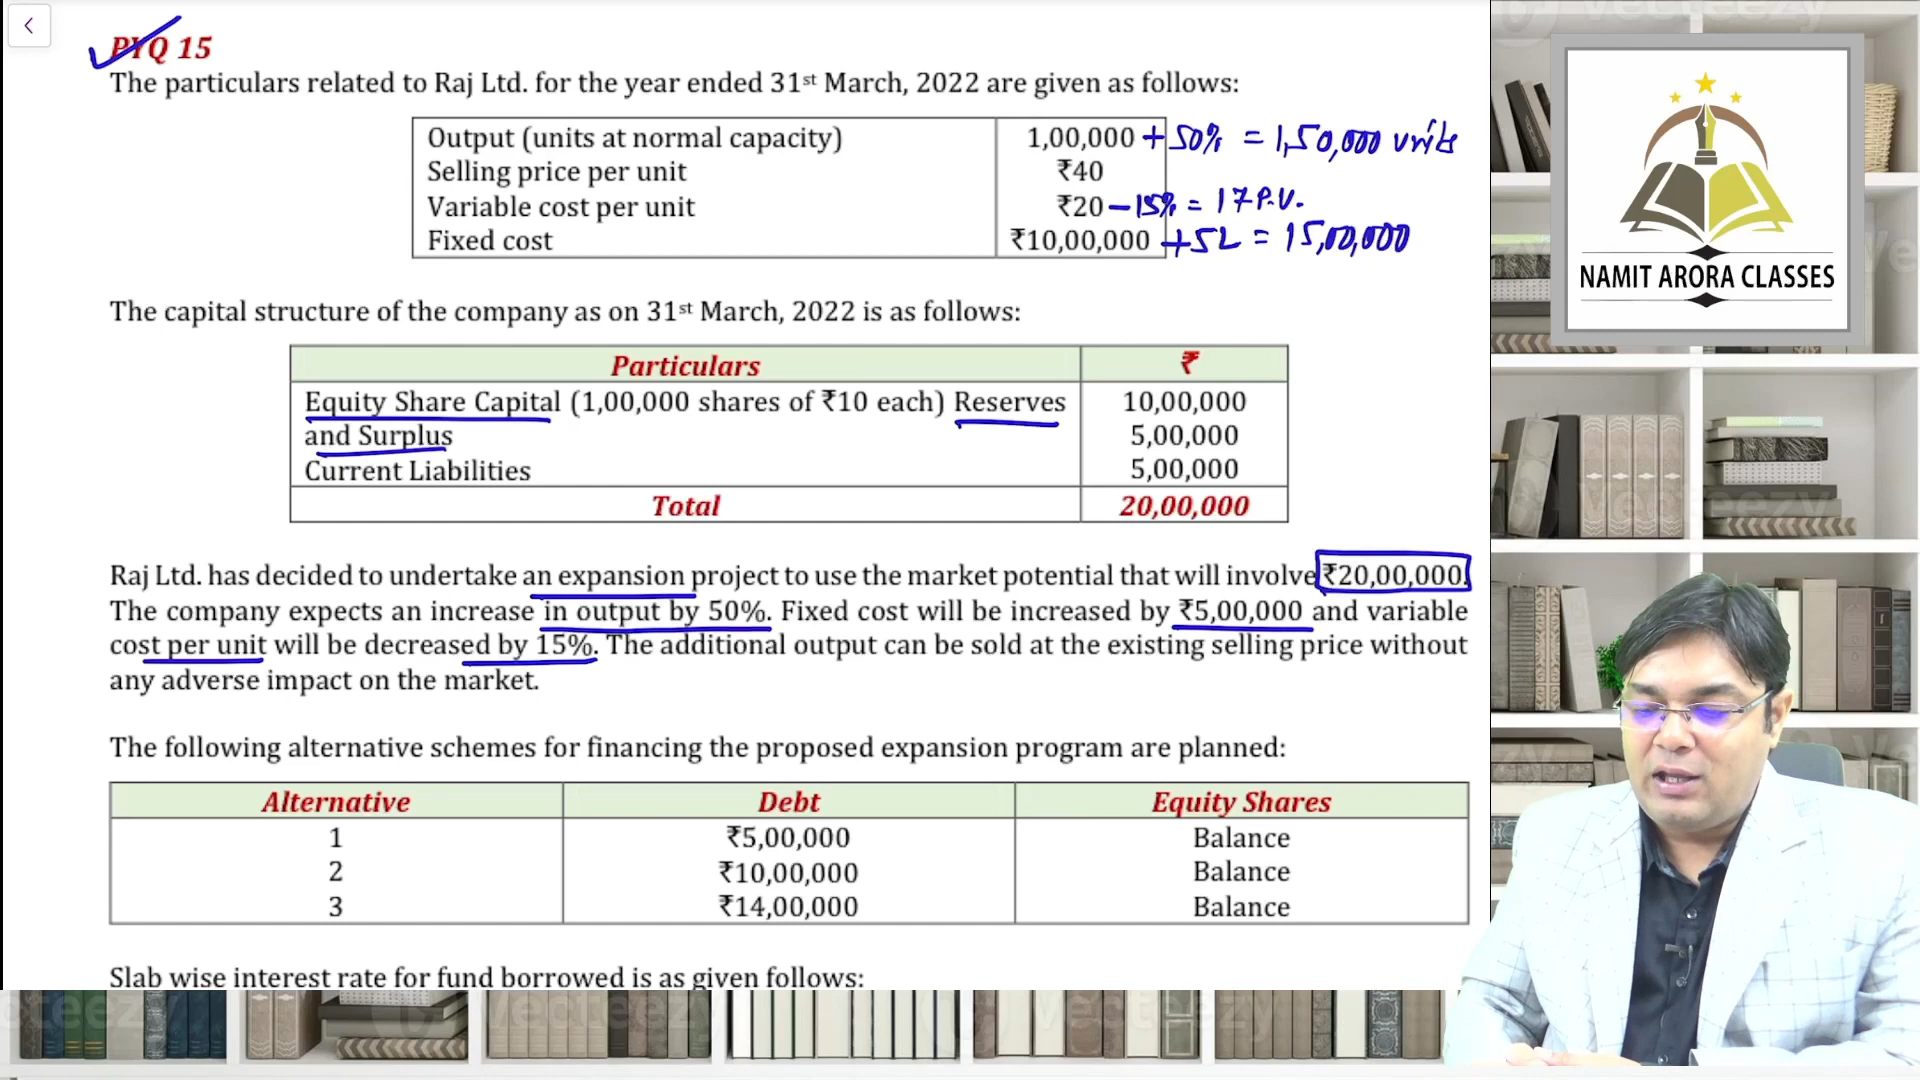 PYQ 15
The particulars related to Raj Ltd. for the year ended 31st March, 2022 are given as follows:
Output (units at normal capacity) 1,00,000 + 50% = 1,50,000 units
Selling price per unit ₹40
Variable cost per unit ₹20 - 15% = 17 P.U.
Fixed cost ₹10,00,000 + 5L = 15,00,000
The capital structure of the company as on 31st March, 2022 is as follows:
Particulars ₹
Equity Share Capital (1,00,000 shares of ₹10 each) Reserves 10,00,000
and Surplus 5,00,000
Current Liabilities 5,00,000
Total 20,00,000
Raj Ltd. has decided to undertake an expansion project to use the market potential that will involve ₹20,00,000.
The company expects an increase in output by 50%. Fixed cost will be increased by ₹5,00,000 and variable
cost per unit will be decreased by 15%. The additional output can be sold at the existing selling price without
any adverse impact on the market.
The following alternative schemes for financing the proposed expansion program are planned:
Alternative Debt Equity Shares
1 ₹5,00,000 Balance
2 ₹10,00,000 Balance
3 ₹14,00,000 Balance
Slab wise interest rate for fund borrowed is as given follows:
NAMIT ARORA CLASSES